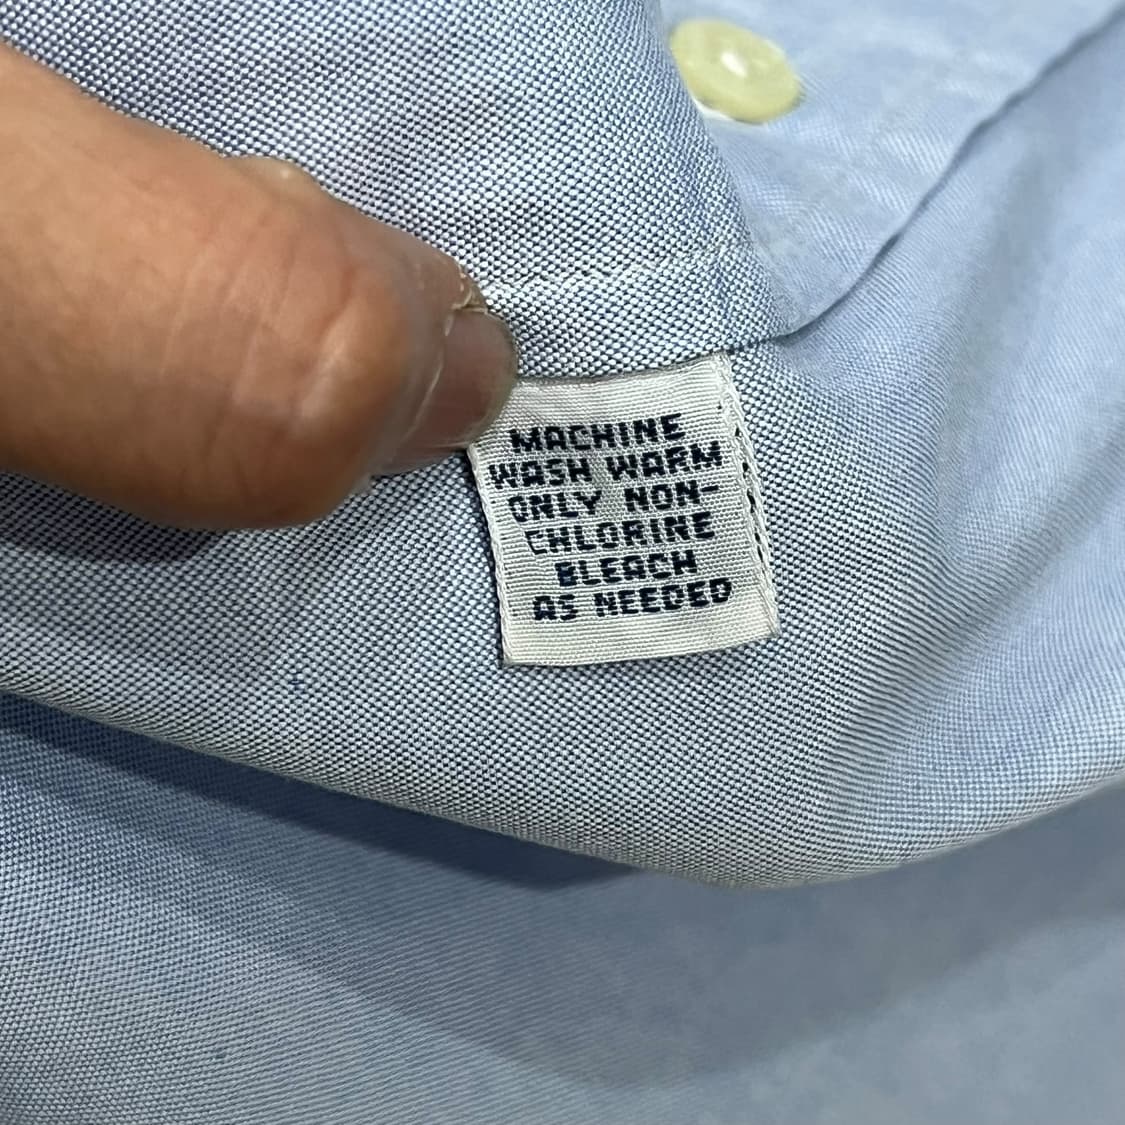 MACHINE
WASH WARM
ONLY NON-
CHLORINE
BLEACH
AS NEEDED